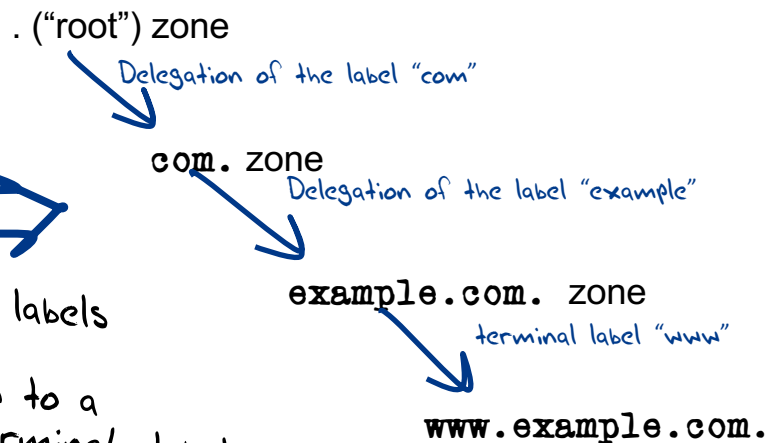 . ("root") zone
Delegation of the label "com"
com. zone
Delegation of the label "example"
example.com. zone
labels
terminal label "www"
to a
www.example.com.